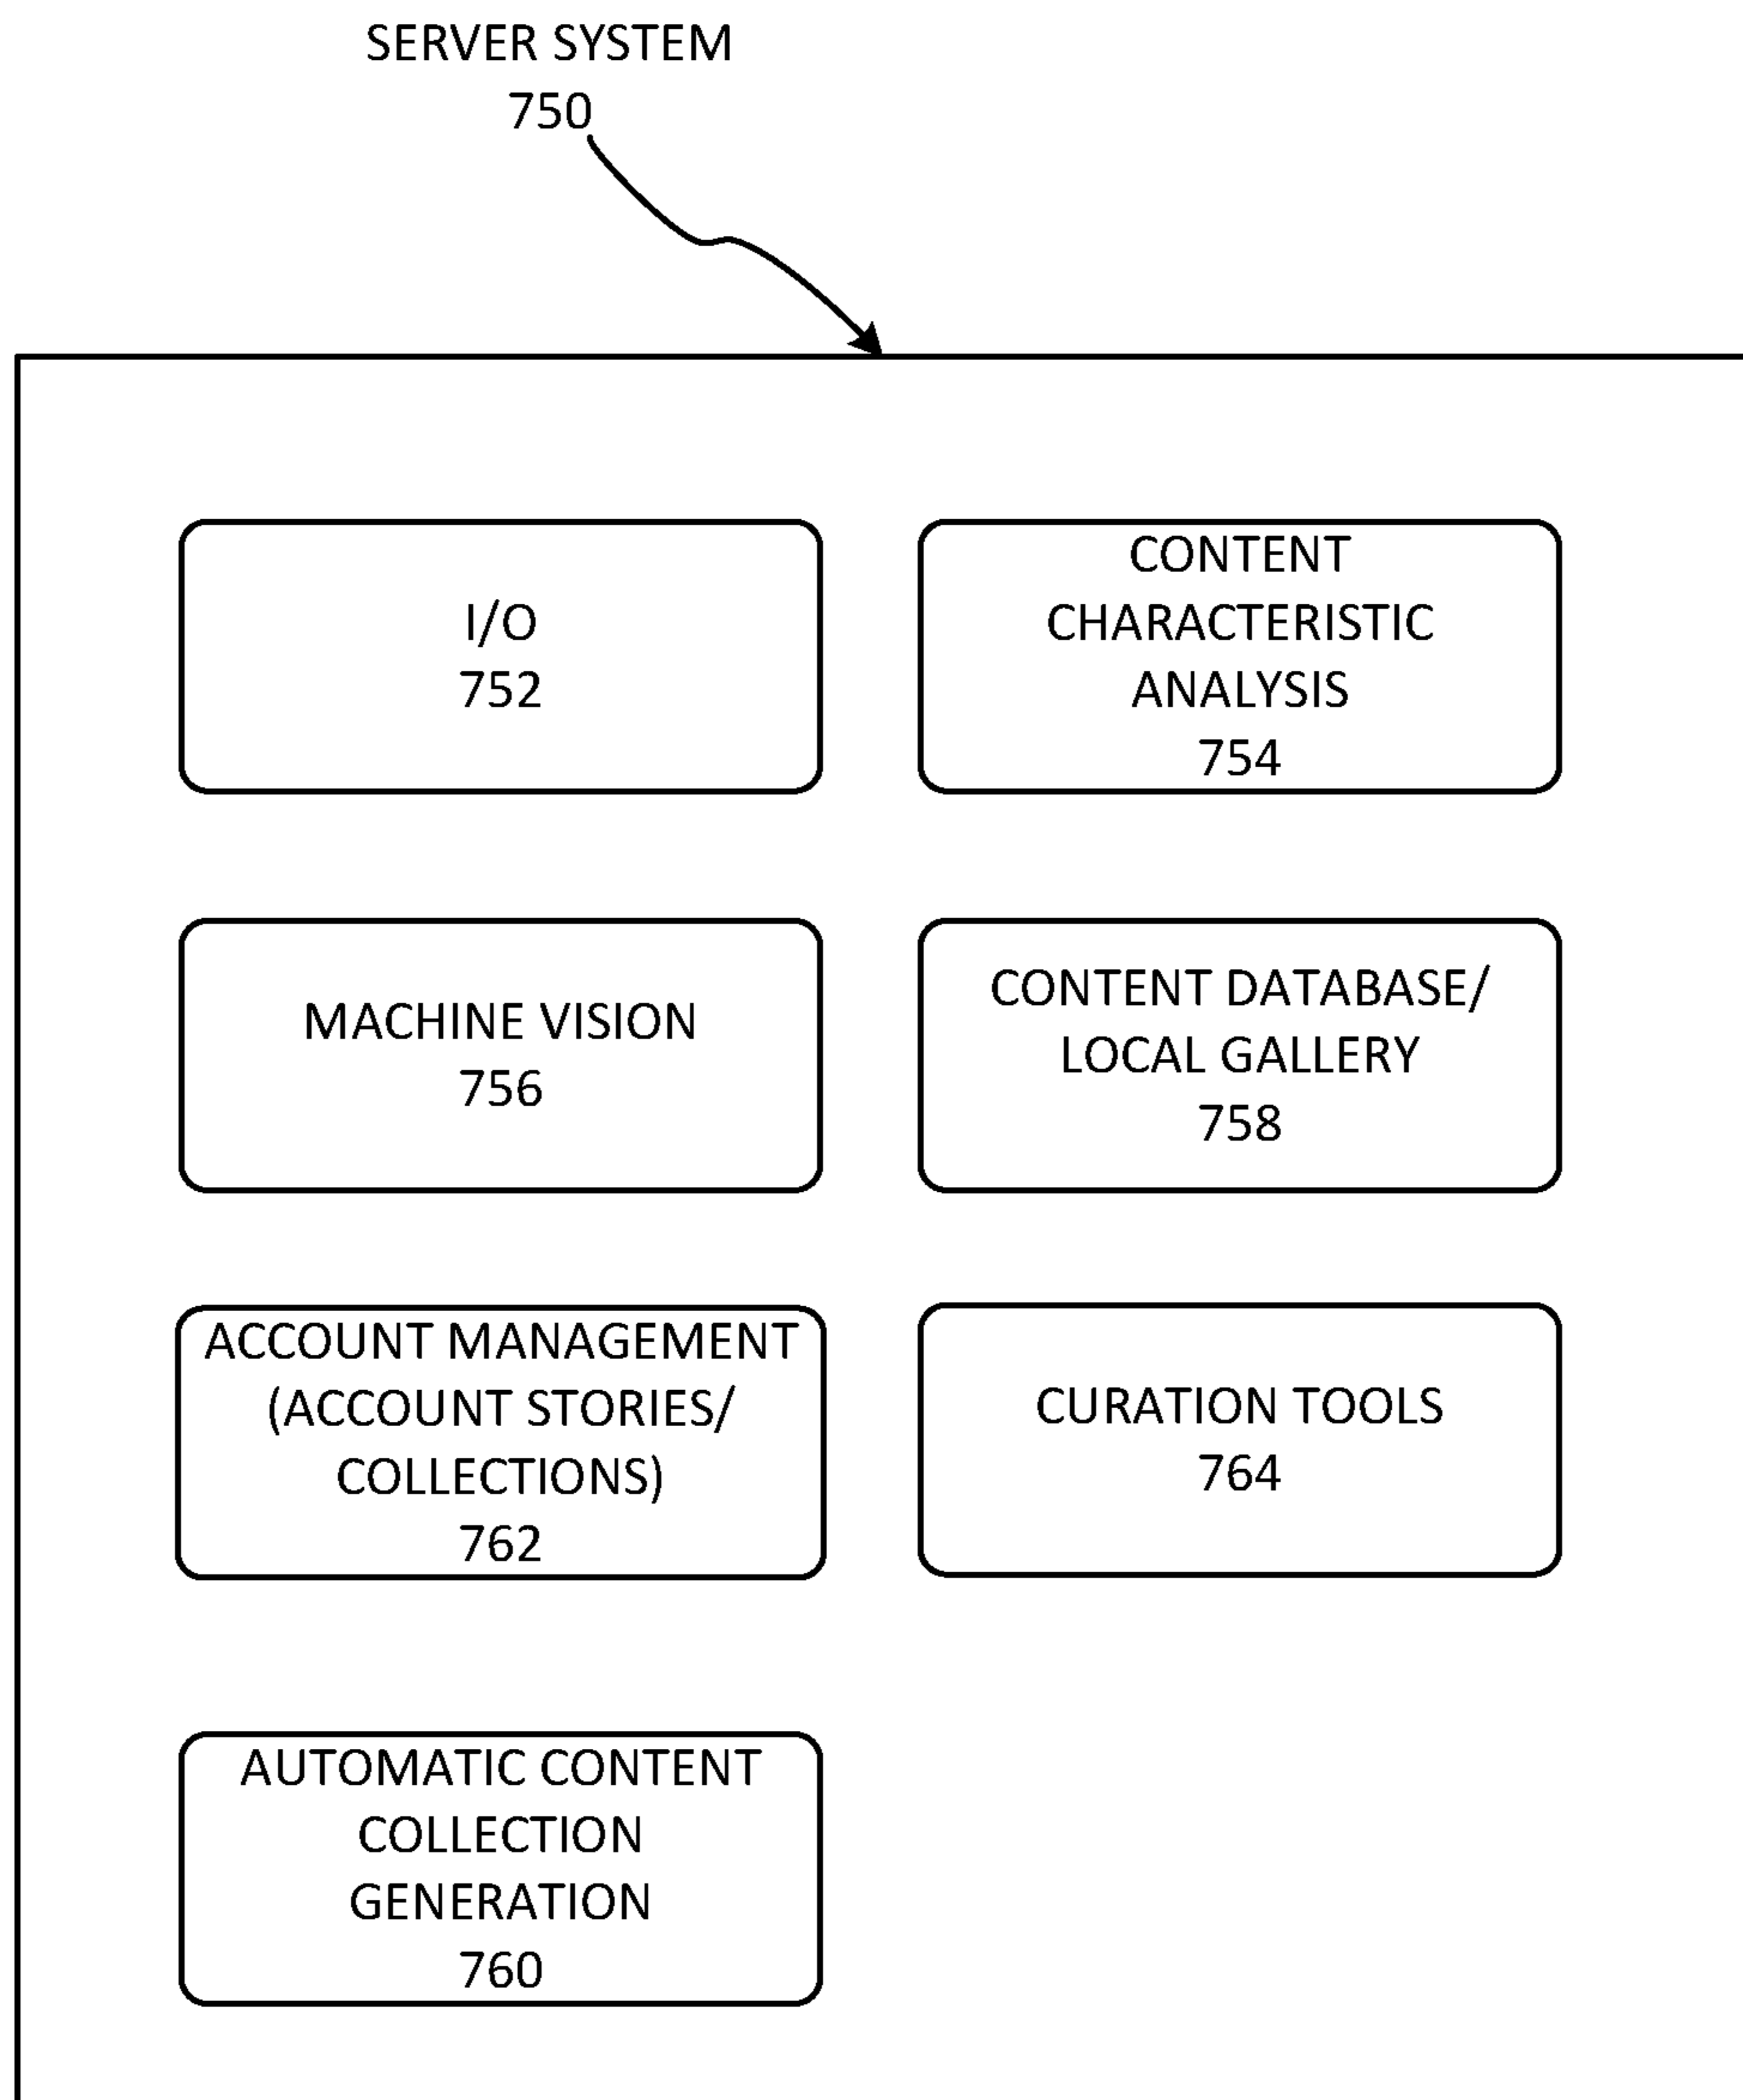 SERVER SYSTEM
750
I/O
752
CONTENT
CHARACTERISTIC
ANALYSIS
754
MACHINE VISION
756
CONTENT DATABASE/
LOCAL GALLERY
758
ACCOUNT MANAGEMENT
(ACCOUNT STORIES/
COLLECTIONS)
762
CURATION TOOLS
764
AUTOMATIC CONTENT
COLLECTION
GENERATION
760